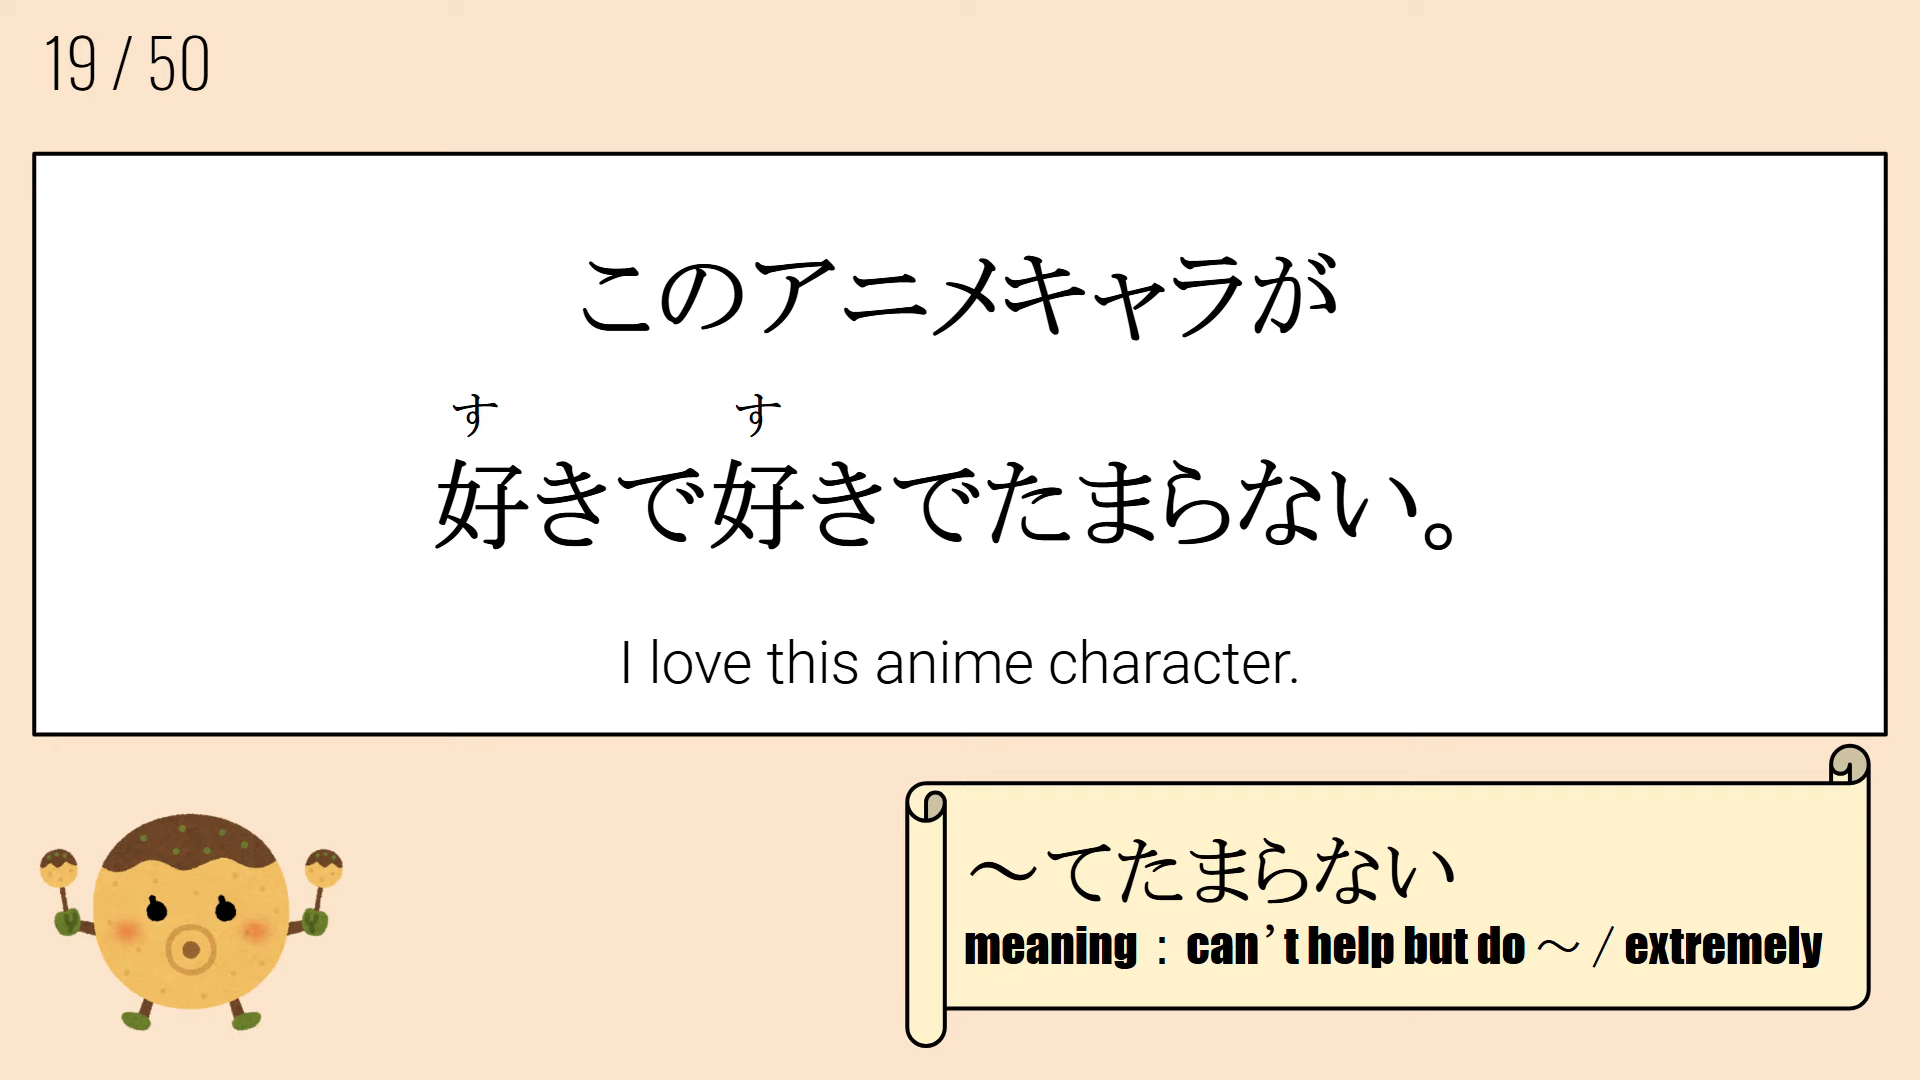 19 / 50
このアニメキャラが
す す
好きで好きでたまらない。
I love this anime character.
～てたまらない
meaning：can’t help but do～/ extremely